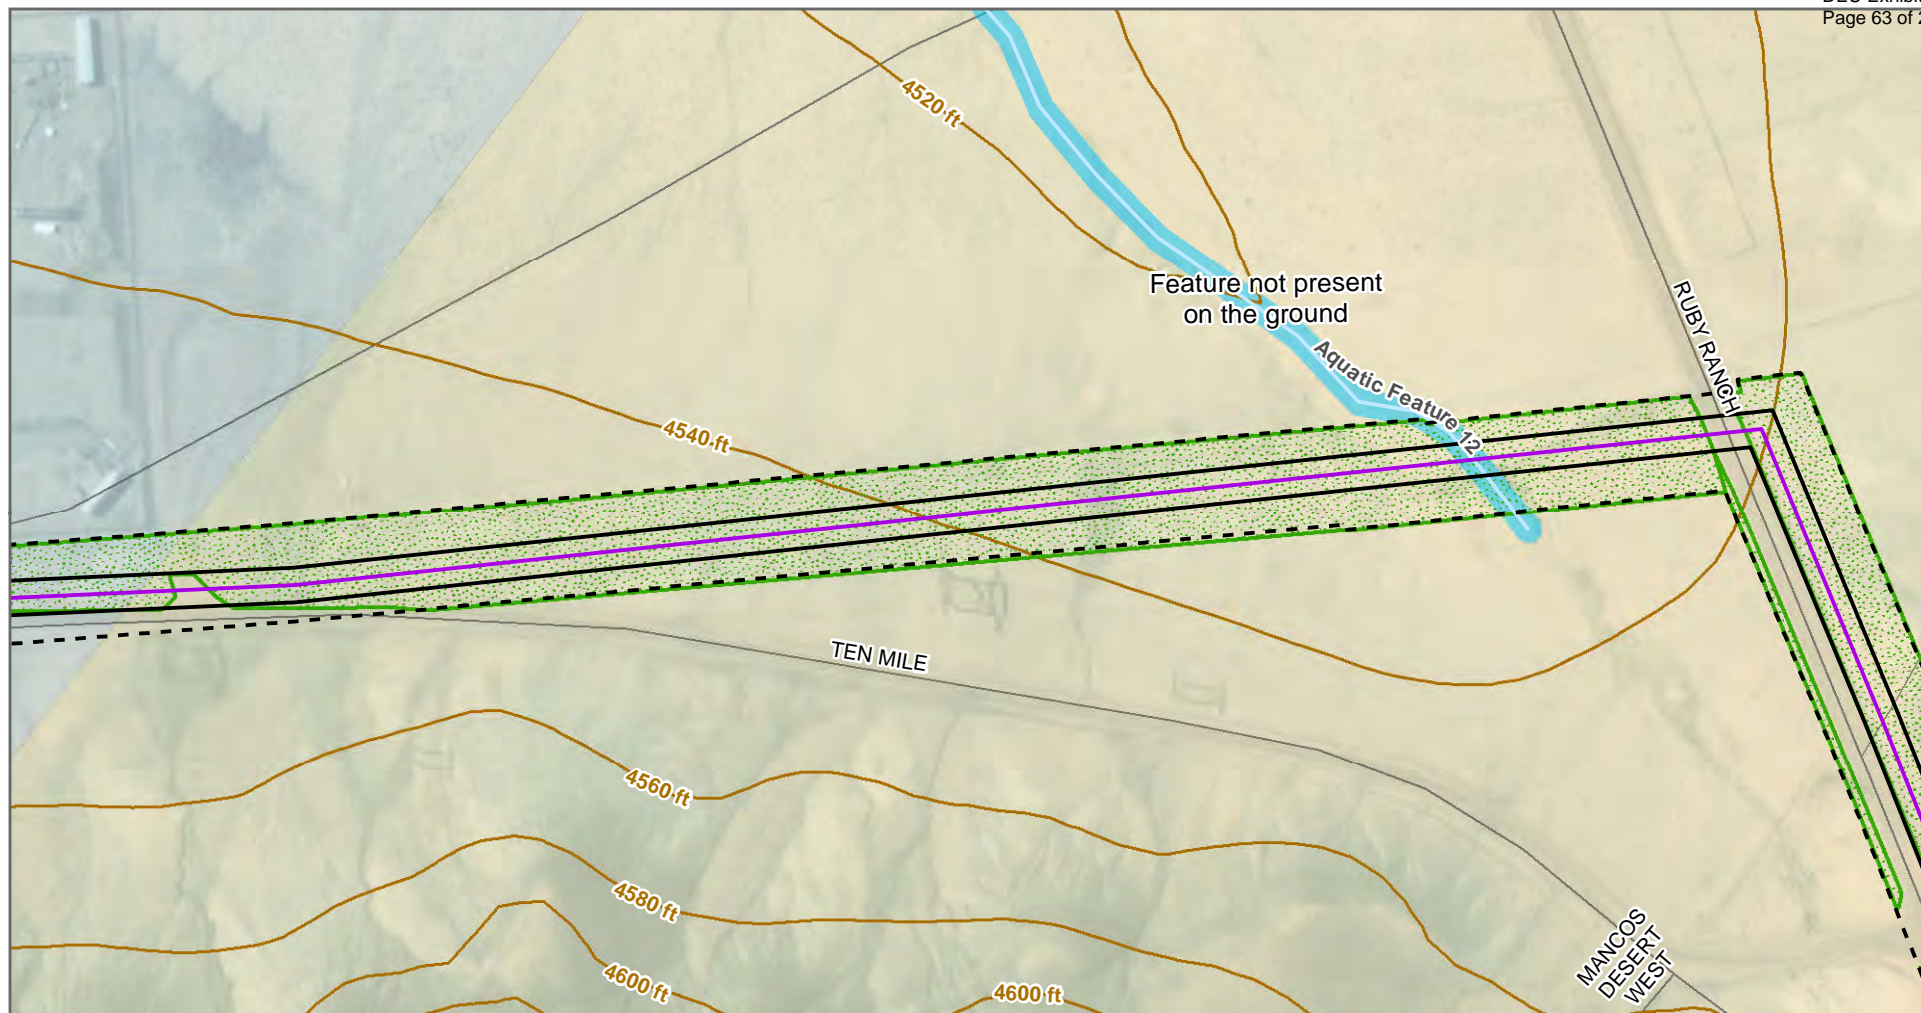 Page 63 of 2
4520 ft
Feature not present
on the ground
RUBY RANCH
Aquatic Feature 12
4540 ft
TEN MILE
4560 ft
4580 ft
MANCOS
DESERT
WEST
4600 ft
4600 ft